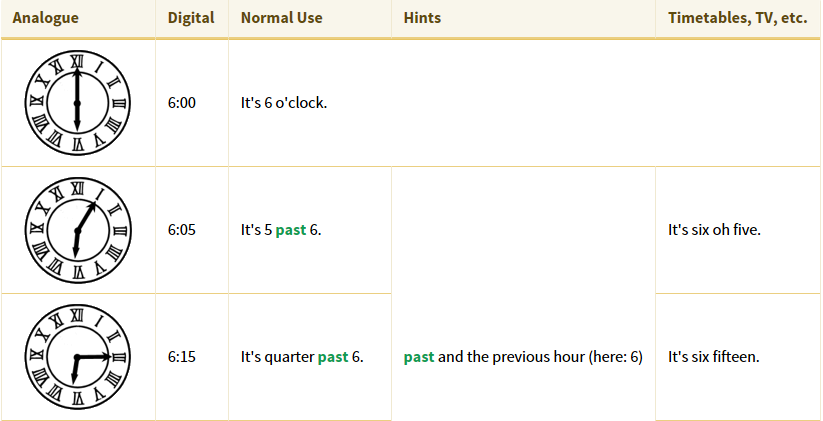 Analogue Digital Normal Use Hints Timetables, TV, etc.
XII I II III IIII V VI VII VIII IX X XI
6:00 It's 6 o'clock.
XII I II III IIII V VI VII VIII IX X XI
6:05 It's 5 past 6. It's six oh five.
XII I II III IIII V VI VII VIII IX X XI
6:15 It's quarter past 6. past and the previous hour (here: 6) It's six fifteen.